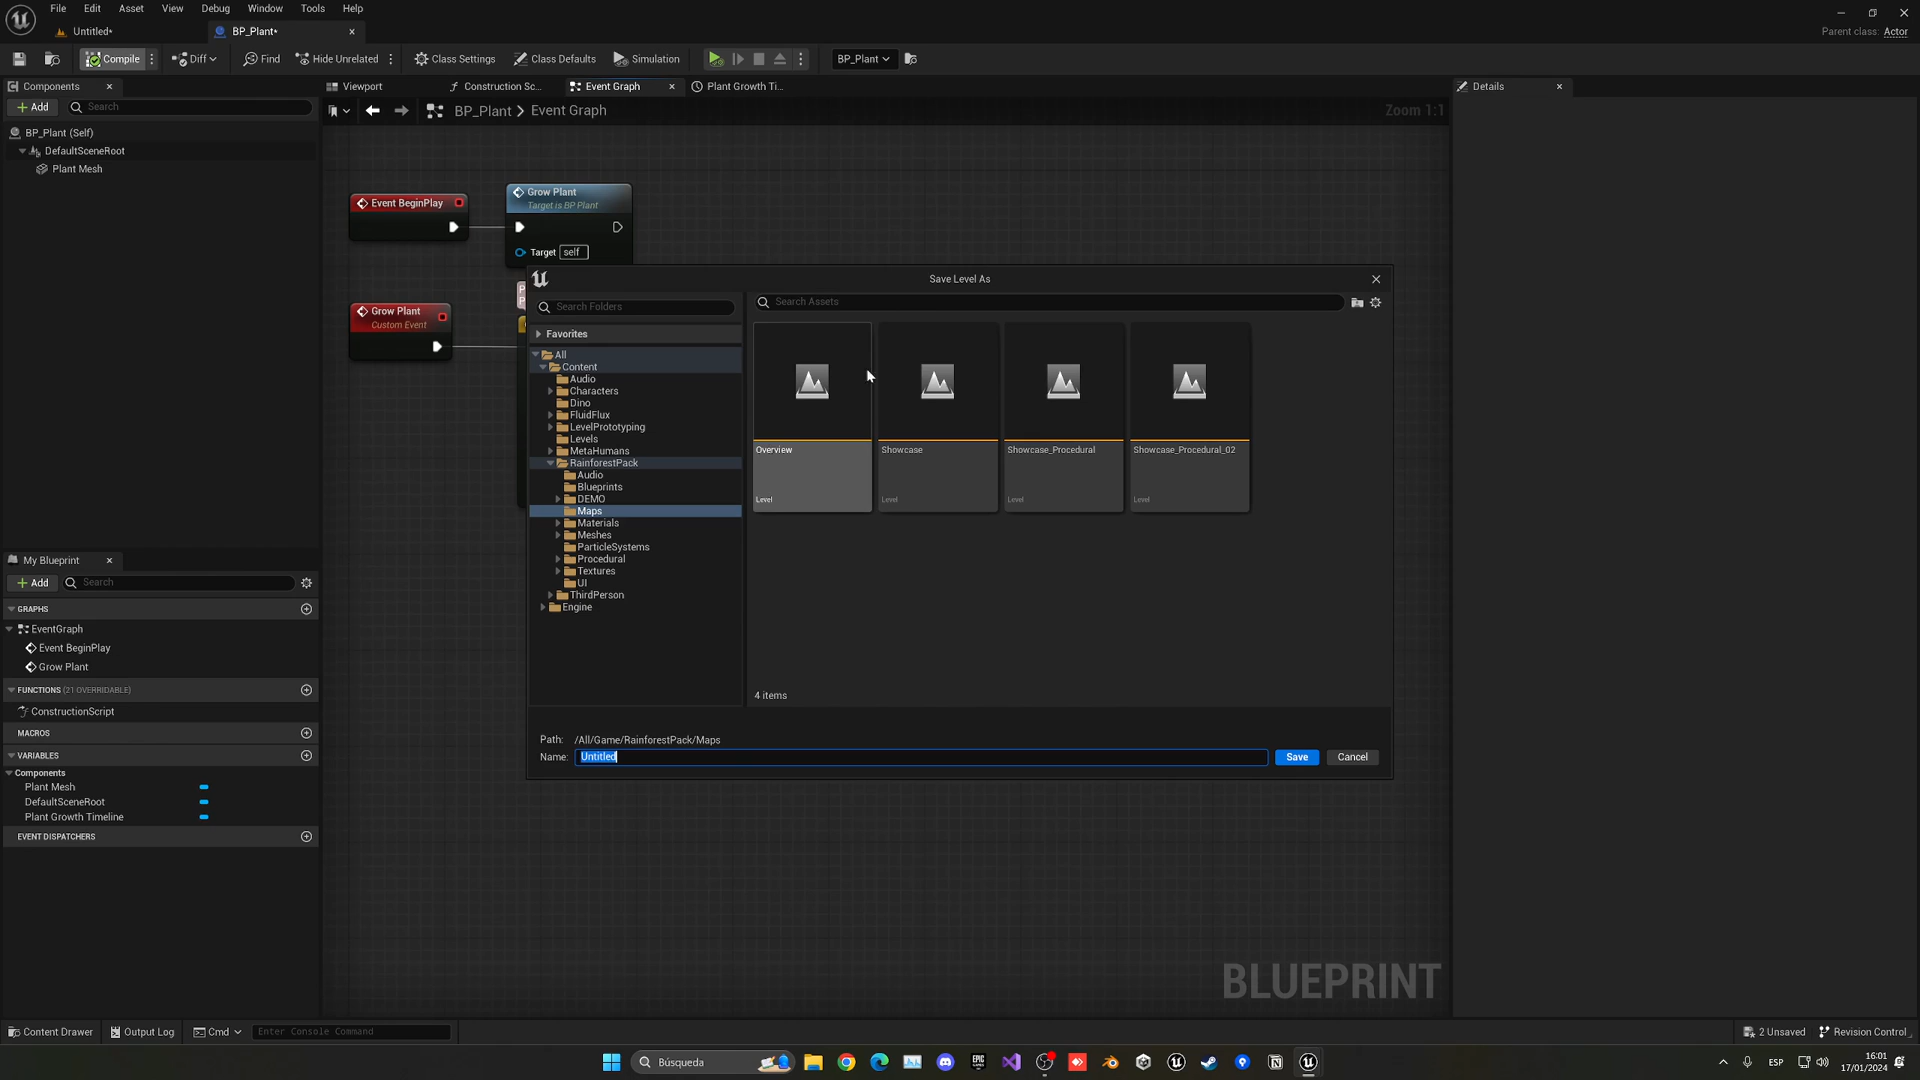 File Edit Asset View Debug Window Tools Help
Untitled* BP_Plant*
Parent class: Actor
Compile Diff Find Hide Unrelated Class Settings Class Defaults Simulation BP_Plant
Components Viewport Construction Sc... Event Graph Plant Growth Ti... Details
Add Search BP_Plant > Event Graph Zoom 1:1
BP_Plant (Self)
DefaultSceneRoot
Plant Mesh
Event BeginPlay
Grow Plant
Target is BP Plant
Target self
Grow Plant
Custom Event
Save Level As
Search Folders Search Assets
Favorites
All
Content
Audio
Characters
Dino
FluidFlux
LevelPrototyping
Levels
MetaHumans
RainforestPack
Audio
Blueprints
DEMO
Maps
Materials
Meshes
ParticleSystems
Procedural
Textures
UI
ThirdPerson
Engine
Overview Showcase Showcase_Procedural Showcase_Procedural_02
Level Level Level Level
4 items
Path: /All/Game/RainforestPack/Maps
Name: Untitled Save Cancel
My Blueprint
Add Search
GRAPHS
EventGraph
Event BeginPlay
Grow Plant
FUNCTIONS (21 OVERRIDABLE)
ConstructionScript
MACROS
VARIABLES
Components
Plant Mesh
DefaultSceneRoot
Plant Growth Timeline
EVENT DISPATCHERS
BLUEPRINT
Content Drawer Output Log Cmd Enter Console Command 2 Unsaved Revision Control
Búsqueda
EPIC GAMES
ESP
16:01
17/01/2024